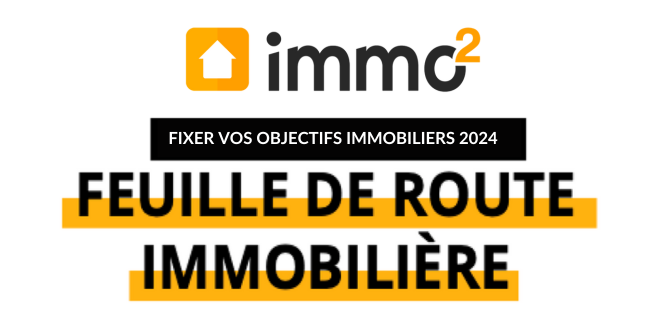 immo²
FIXER VOS OBJECTIFS IMMOBILIERS 2024
FEUILLE DE ROUTE
IMMOBILIÈRE